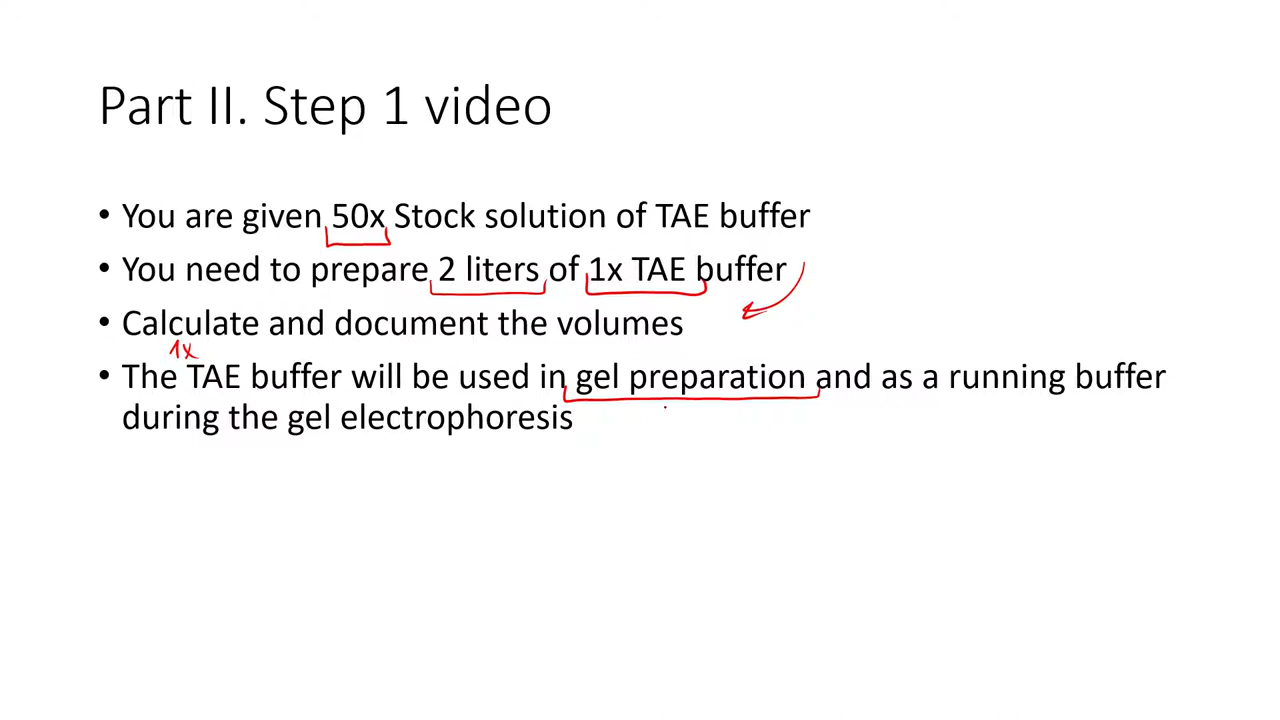 Part II. Step 1 video
• You are given 50x Stock solution of TAE buffer
• You need to prepare 2 liters of 1x TAE buffer
• Calculate and document the volumes
1x
• The TAE buffer will be used in gel preparation and as a running buffer
during the gel electrophoresis